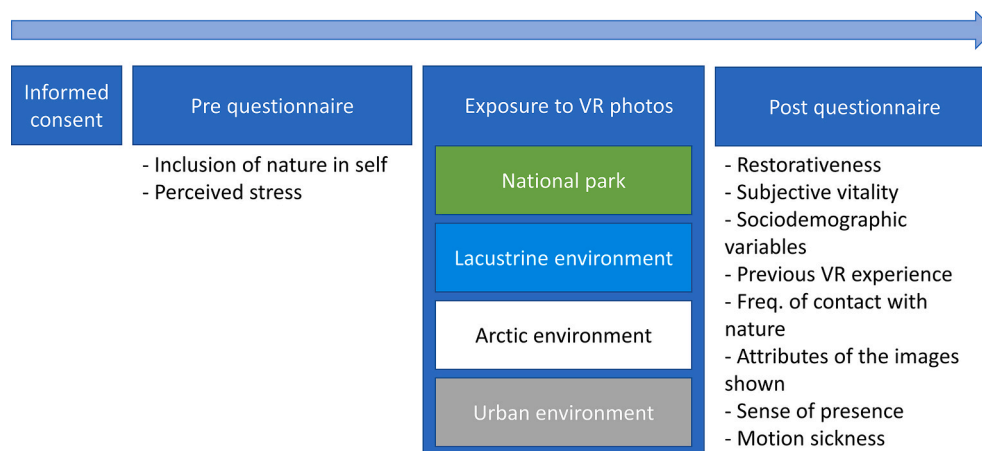 Informed
consent
Pre questionnaire
- Inclusion of nature in self
- Perceived stress
Exposure to VR photos
National park
Lacustrine environment
Arctic environment
Urban environment
Post questionnaire
- Restorativeness
- Subjective vitality
- Sociodemographic
variables
- Previous VR experience
- Freq. of contact with
nature
- Attributes of the images
shown
- Sense of presence
- Motion sickness